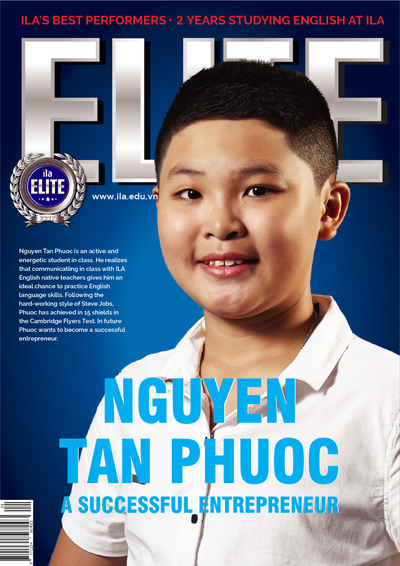 ILA'S BEST PERFORMERS • 2 YEARS STUDYING ENGLISH AT ILA
ELITE
ila
ELITE
2017
www.ila.edu.vn
Nguyen Tan Phuoc is an active and
energetic student in class. He realizes
that communicating in class with ILA
English native teachers gives him an
ideal chance to practice English
language skills. Following the
hard-working style of Steve Jobs,
Phuoc has achieved in 15 shields in
the Cambridge Flyers Test. In future
Phuoc wants to become a successful
entrepreneur.
NGUYEN
TAN PHUOC
A SUCCESSFUL ENTREPRENEUR